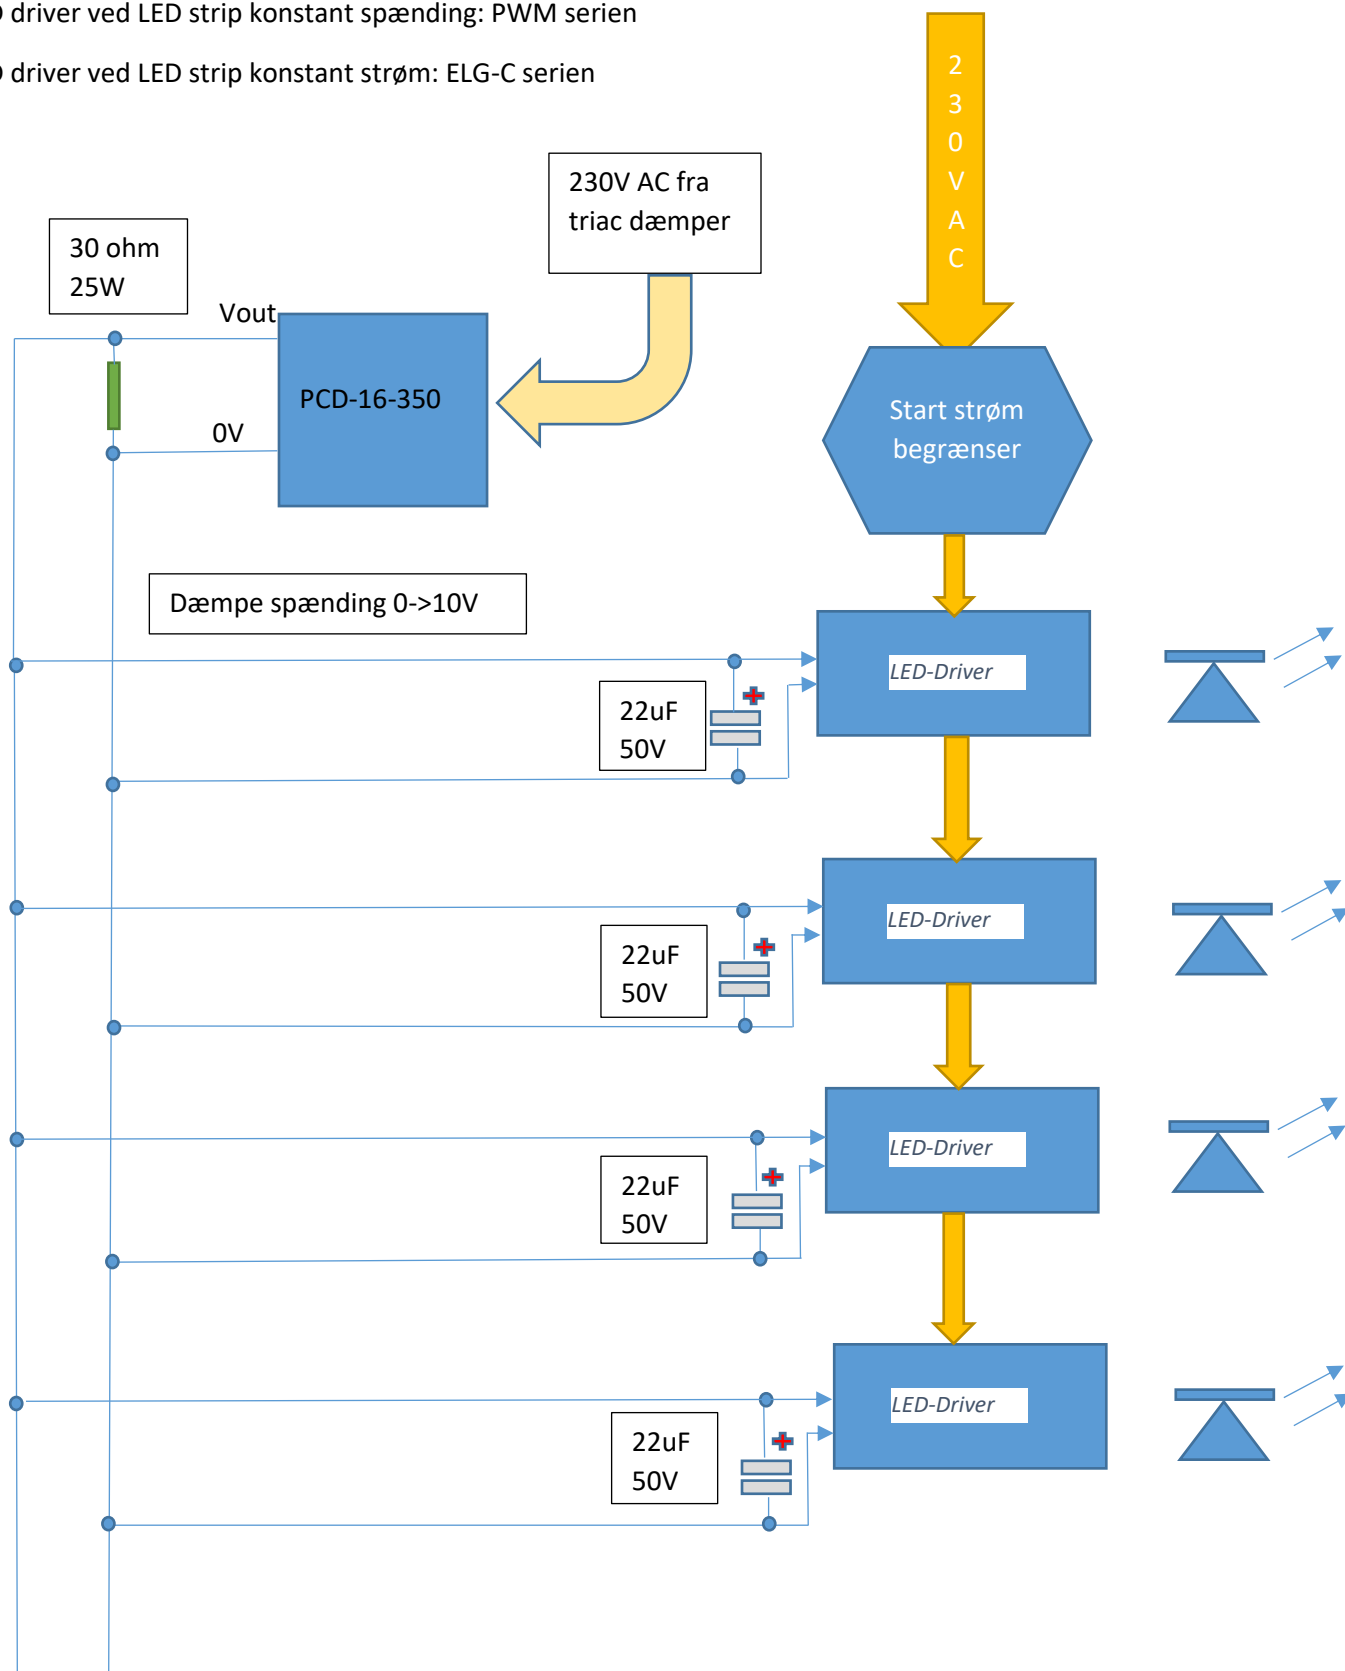 driver ved LED strip konstant spænding: PWM serien
driver ved LED strip konstant strøm: ELG-C serien
2
3
0
V
A
C
230V AC fra
triac dæmper
30 ohm
25W
Vout
PCD-16-350
0V
Start strøm
begrænser
Dæmpe spænding 0->10V
LED-Driver
22uF
50V
LED-Driver
22uF
50V
LED-Driver
22uF
50V
LED-Driver
22uF
50V